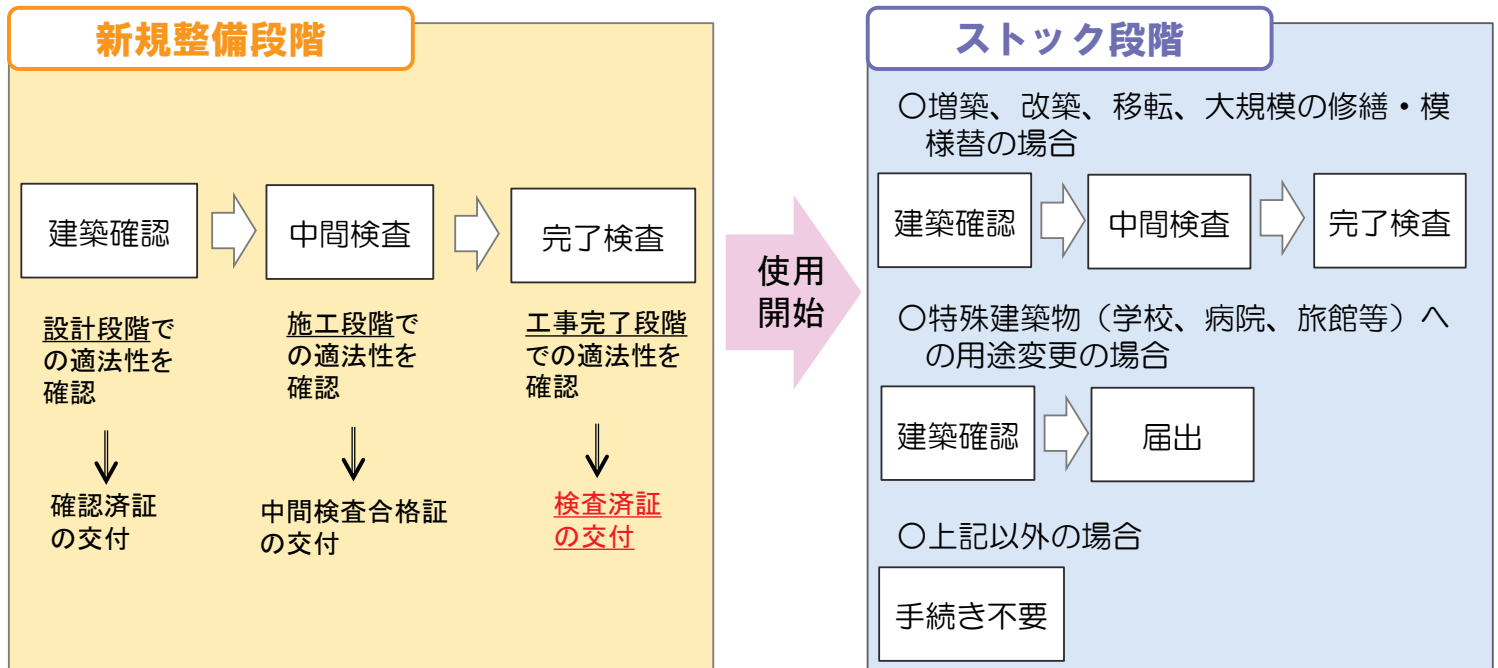 新規整備段階
建築確認
中間検査
完了検査
設計段階で
の適法性を
確認
施工段階で
の適法性を
確認
工事完了段階
での適法性を
確認
確認済証
の交付
中間検査合格証
の交付
検査済証
の交付
使用
開始
ストック段階
〇増築、改築、移転、大規模の修繕・模
様替の場合
建築確認
中間検査
完了検査
〇特殊建築物（学校、病院、旅館等）へ
の用途変更の場合
建築確認
届出
〇上記以外の場合
手続き不要